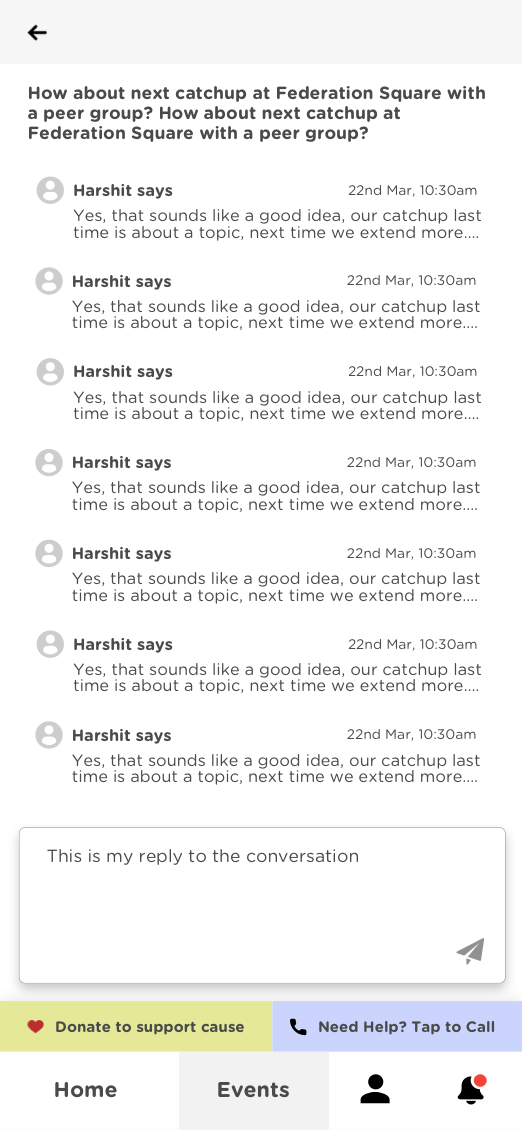 How about next catchup at Federation Square with
a peer group? How about next catchup at
Federation Square with a peer group?
Harshit says 22nd Mar, 10:30am
Yes, that sounds like a good idea, our catchup last
time is about a topic, next time we extend more....
Harshit says 22nd Mar, 10:30am
Yes, that sounds like a good idea, our catchup last
time is about a topic, next time we extend more....
Harshit says 22nd Mar, 10:30am
Yes, that sounds like a good idea, our catchup last
time is about a topic, next time we extend more....
Harshit says 22nd Mar, 10:30am
Yes, that sounds like a good idea, our catchup last
time is about a topic, next time we extend more....
Harshit says 22nd Mar, 10:30am
Yes, that sounds like a good idea, our catchup last
time is about a topic, next time we extend more....
Harshit says 22nd Mar, 10:30am
Yes, that sounds like a good idea, our catchup last
time is about a topic, next time we extend more....
Harshit says 22nd Mar, 10:30am
Yes, that sounds like a good idea, our catchup last
time is about a topic, next time we extend more....
This is my reply to the conversation
Donate to support cause Need Help? Tap to Call
Home Events